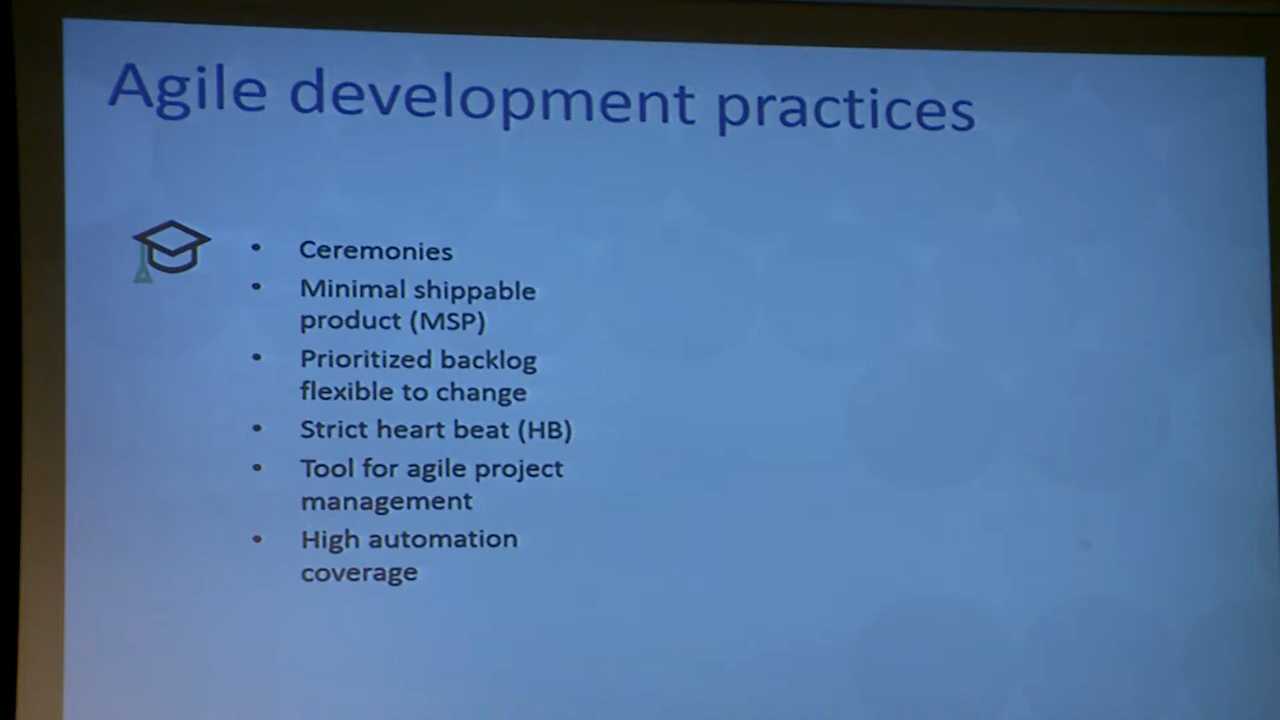 Agile development practices
• Ceremonies
• Minimal shippable
product (MSP)
• Prioritized backlog
flexible to change
• Strict heart beat (HB)
• Tool for agile project
management
• High automation
coverage